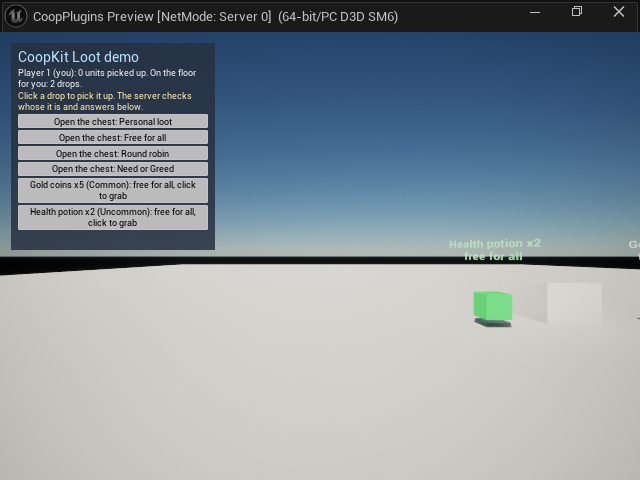 CoopPlugins Preview [NetMode: Server 0] (64-bit/PC D3D SM6)
CoopKit Loot demo
Player 1 (you): 0 units picked up. On the floor
for you: 2 drops.
Click a drop to pick it up. The server checks
whose it is and answers below.
Open the chest: Personal loot
Open the chest: Free for all
Open the chest: Round robin
Open the chest: Need or Greed
Gold coins x5 (Common): free for all, click
to grab
Health potion x2 (Uncommon): free for all,
click to grab
Health potion x2
free for all